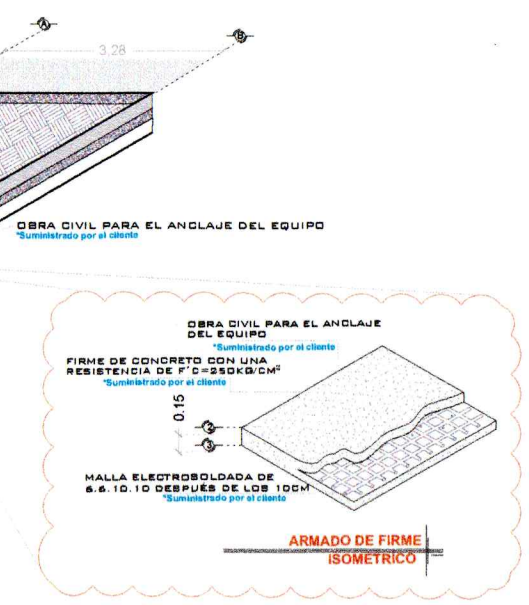 A
3.28
B
OBRA CIVIL PARA EL ANCLAJE DEL EQUIPO
*Suministrado por el cliente
OBRA CIVIL PARA EL ANCLAJE
DEL EQUIPO
*Suministrado por el cliente
FIRME DE CONCRETO CON UNA
RESISTENCIA DE F'C=250KG/CM²
*Suministrado por el cliente
0.15
2
3
MALLA ELECTROSOLDADA DE
6.6.10.10 DESPUÉS DE LOS 10CM
*Suministrado por el cliente
ARMADO DE FIRME
ISOMETRICO